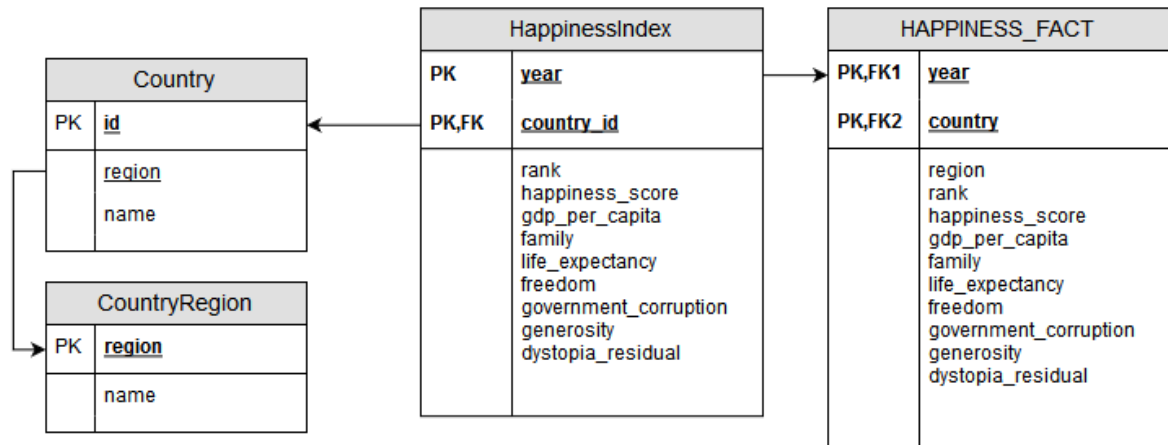 Country
PK id
region
name
CountryRegion
PK region
name
HappinessIndex
PK year
PK,FK country_id
rank
happiness_score
gdp_per_capita
family
life_expectancy
freedom
government_corruption
generosity
dystopia_residual
HAPPINESS_FACT
PK,FK1 year
PK,FK2 country
region
rank
happiness_score
gdp_per_capita
family
life_expectancy
freedom
government_corruption
generosity
dystopia_residual